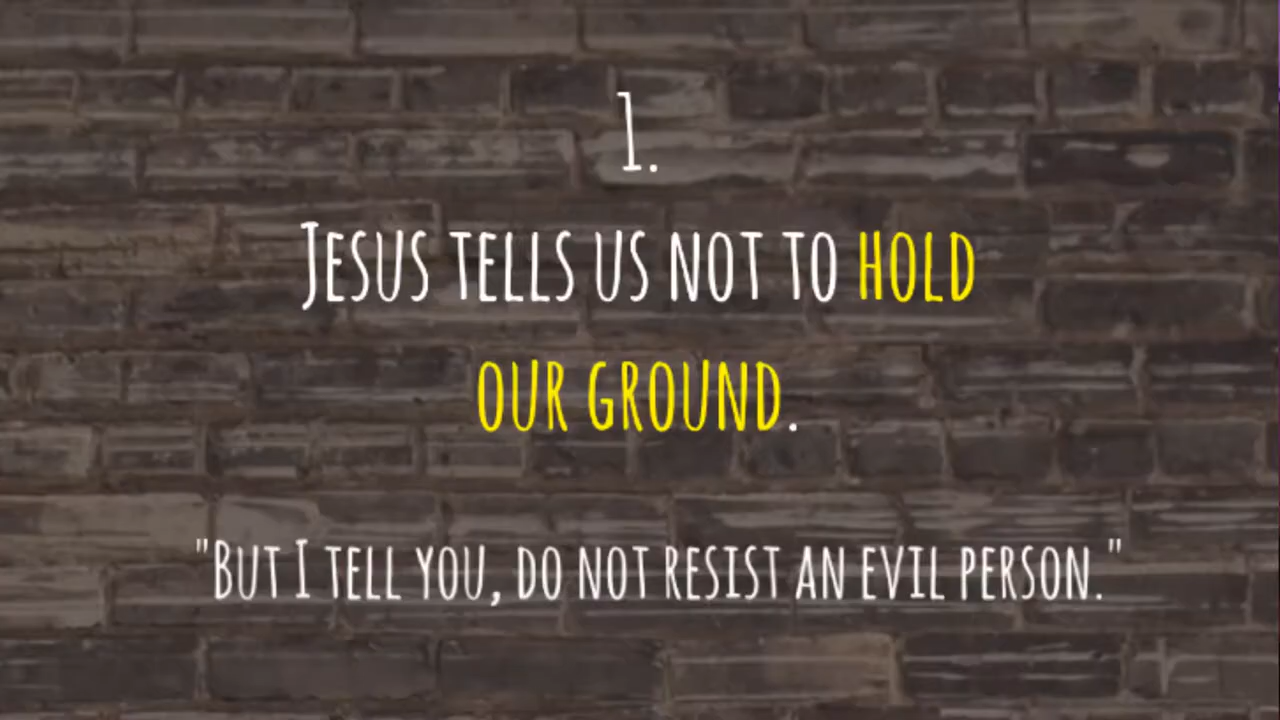 1.
Jesus tells us not to hold
our ground.
"But I tell you, do not resist an evil person."